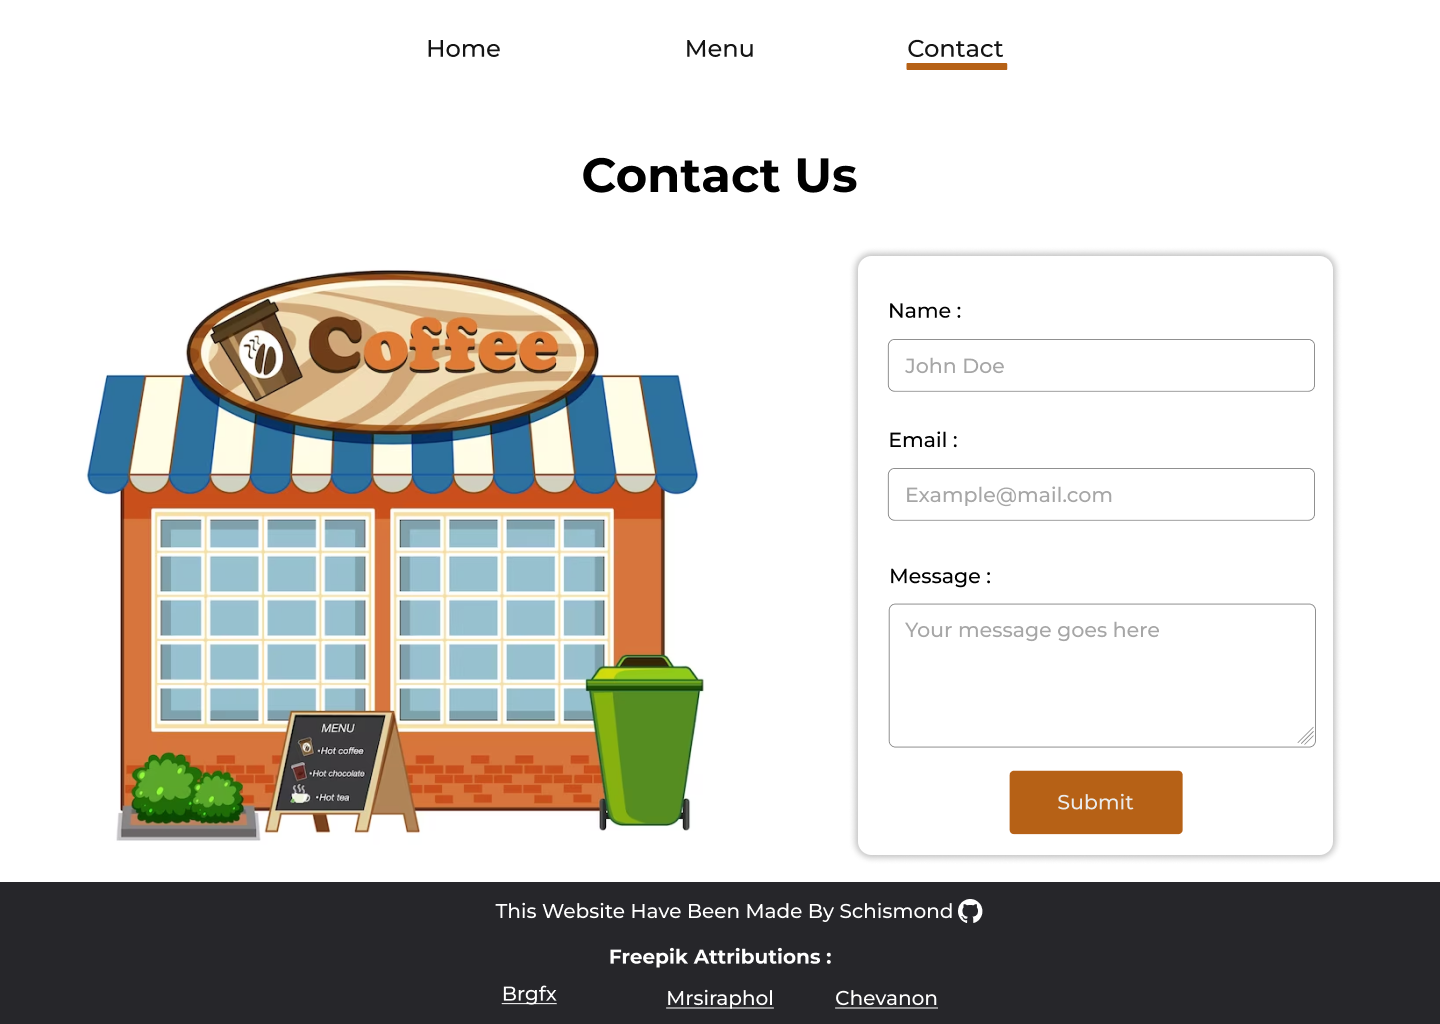 Home Menu Contact
Contact Us
Coffee
MENU
•Hot coffee
•Hot chocolate
•Hot tea
Name :
John Doe
Email :
Example@mail.com
Message :
Your message goes here
Submit
This Website Have Been Made By Schismond
Freepik Attributions :
Brgfx Mrsiraphol Chevanon